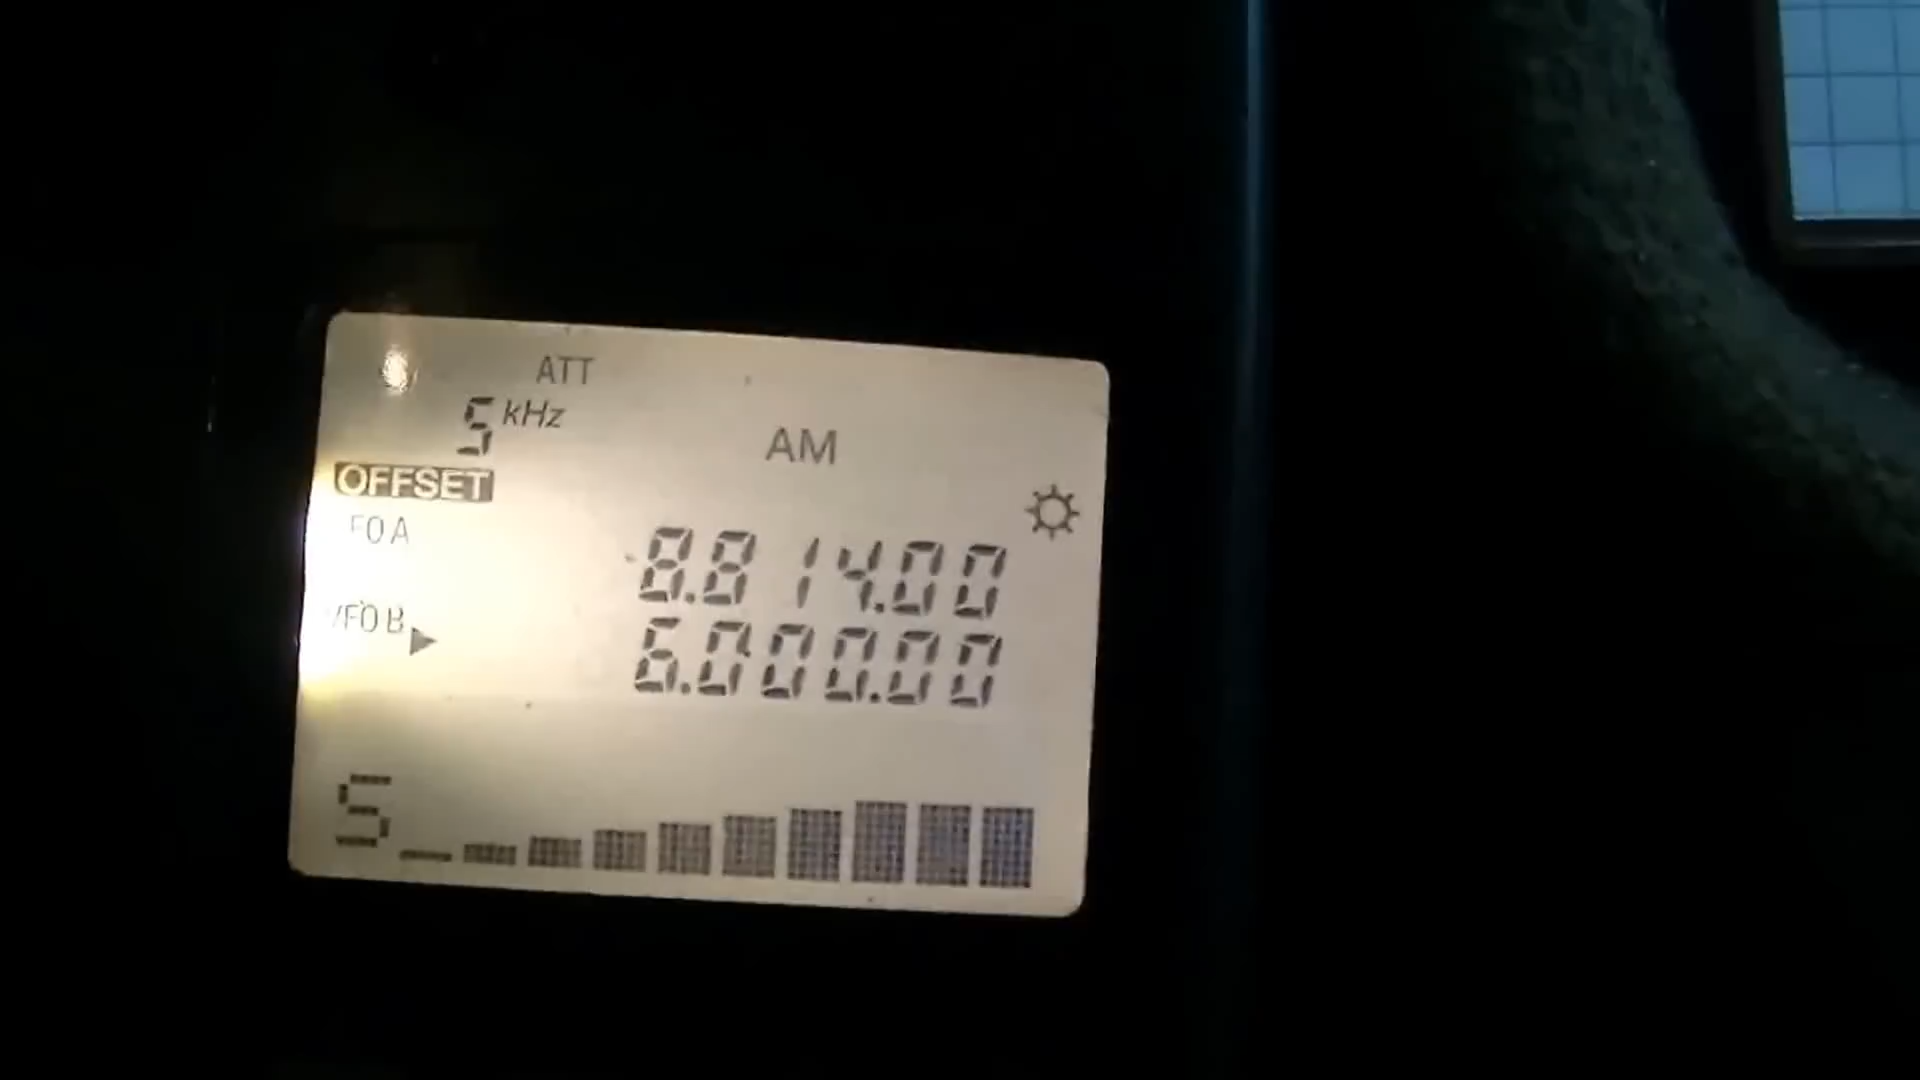 ATT
5 kHz
AM
OFFSET
FO A
8.814.00
VFO B
6.000.00
S